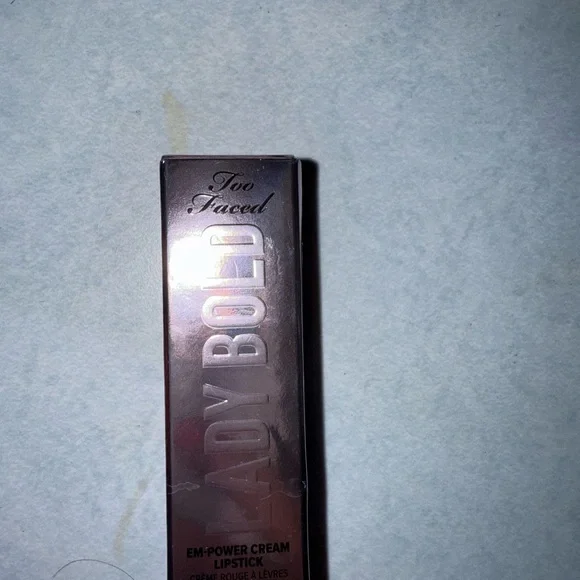 Too
Faced
LADY BOLD
EM-POWER CREAM
LIPSTICK
CRÈME ROUGE À LÈVRES